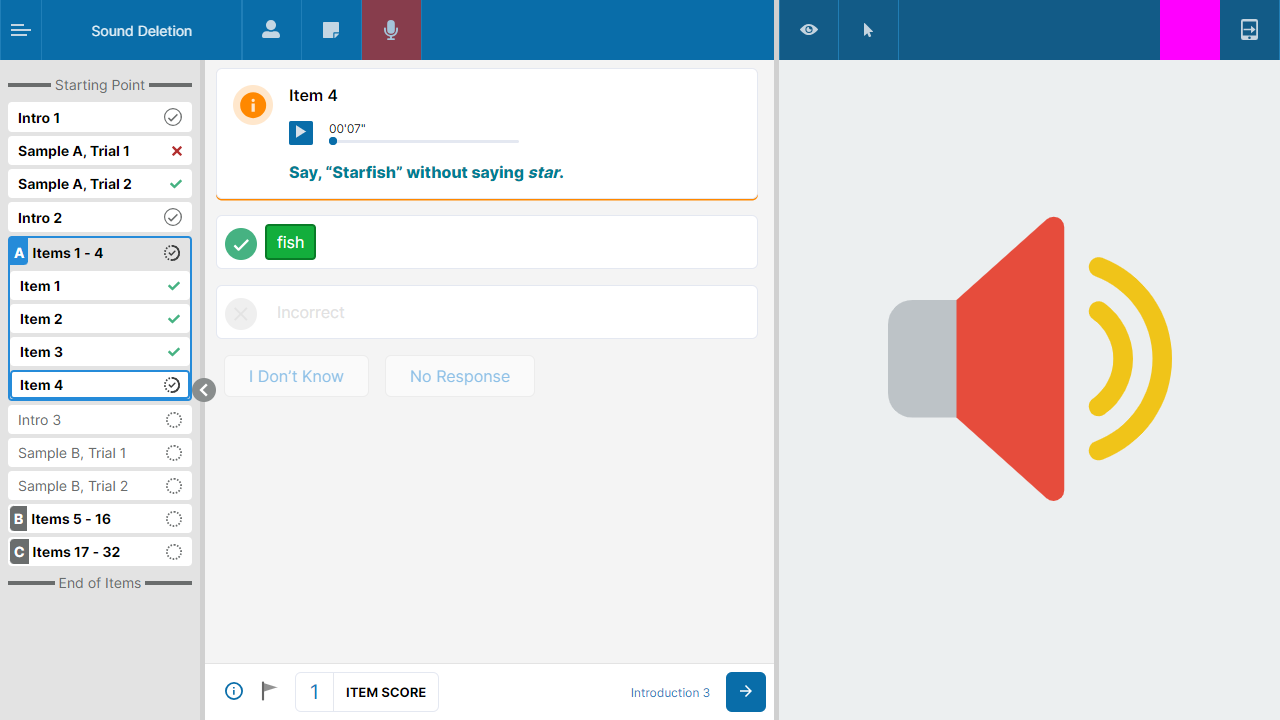 Sound Deletion
Starting Point
Intro 1
Sample A, Trial 1
Sample A, Trial 2
Intro 2
A Items 1 - 4
Item 1
Item 2
Item 3
Item 4
Intro 3
Sample B, Trial 1
Sample B, Trial 2
B Items 5 - 16
C Items 17 - 32
End of Items
Item 4
00'07"
Say, “Starfish” without saying star.
fish
Incorrect
I Don’t Know
No Response
1 ITEM SCORE
Introduction 3